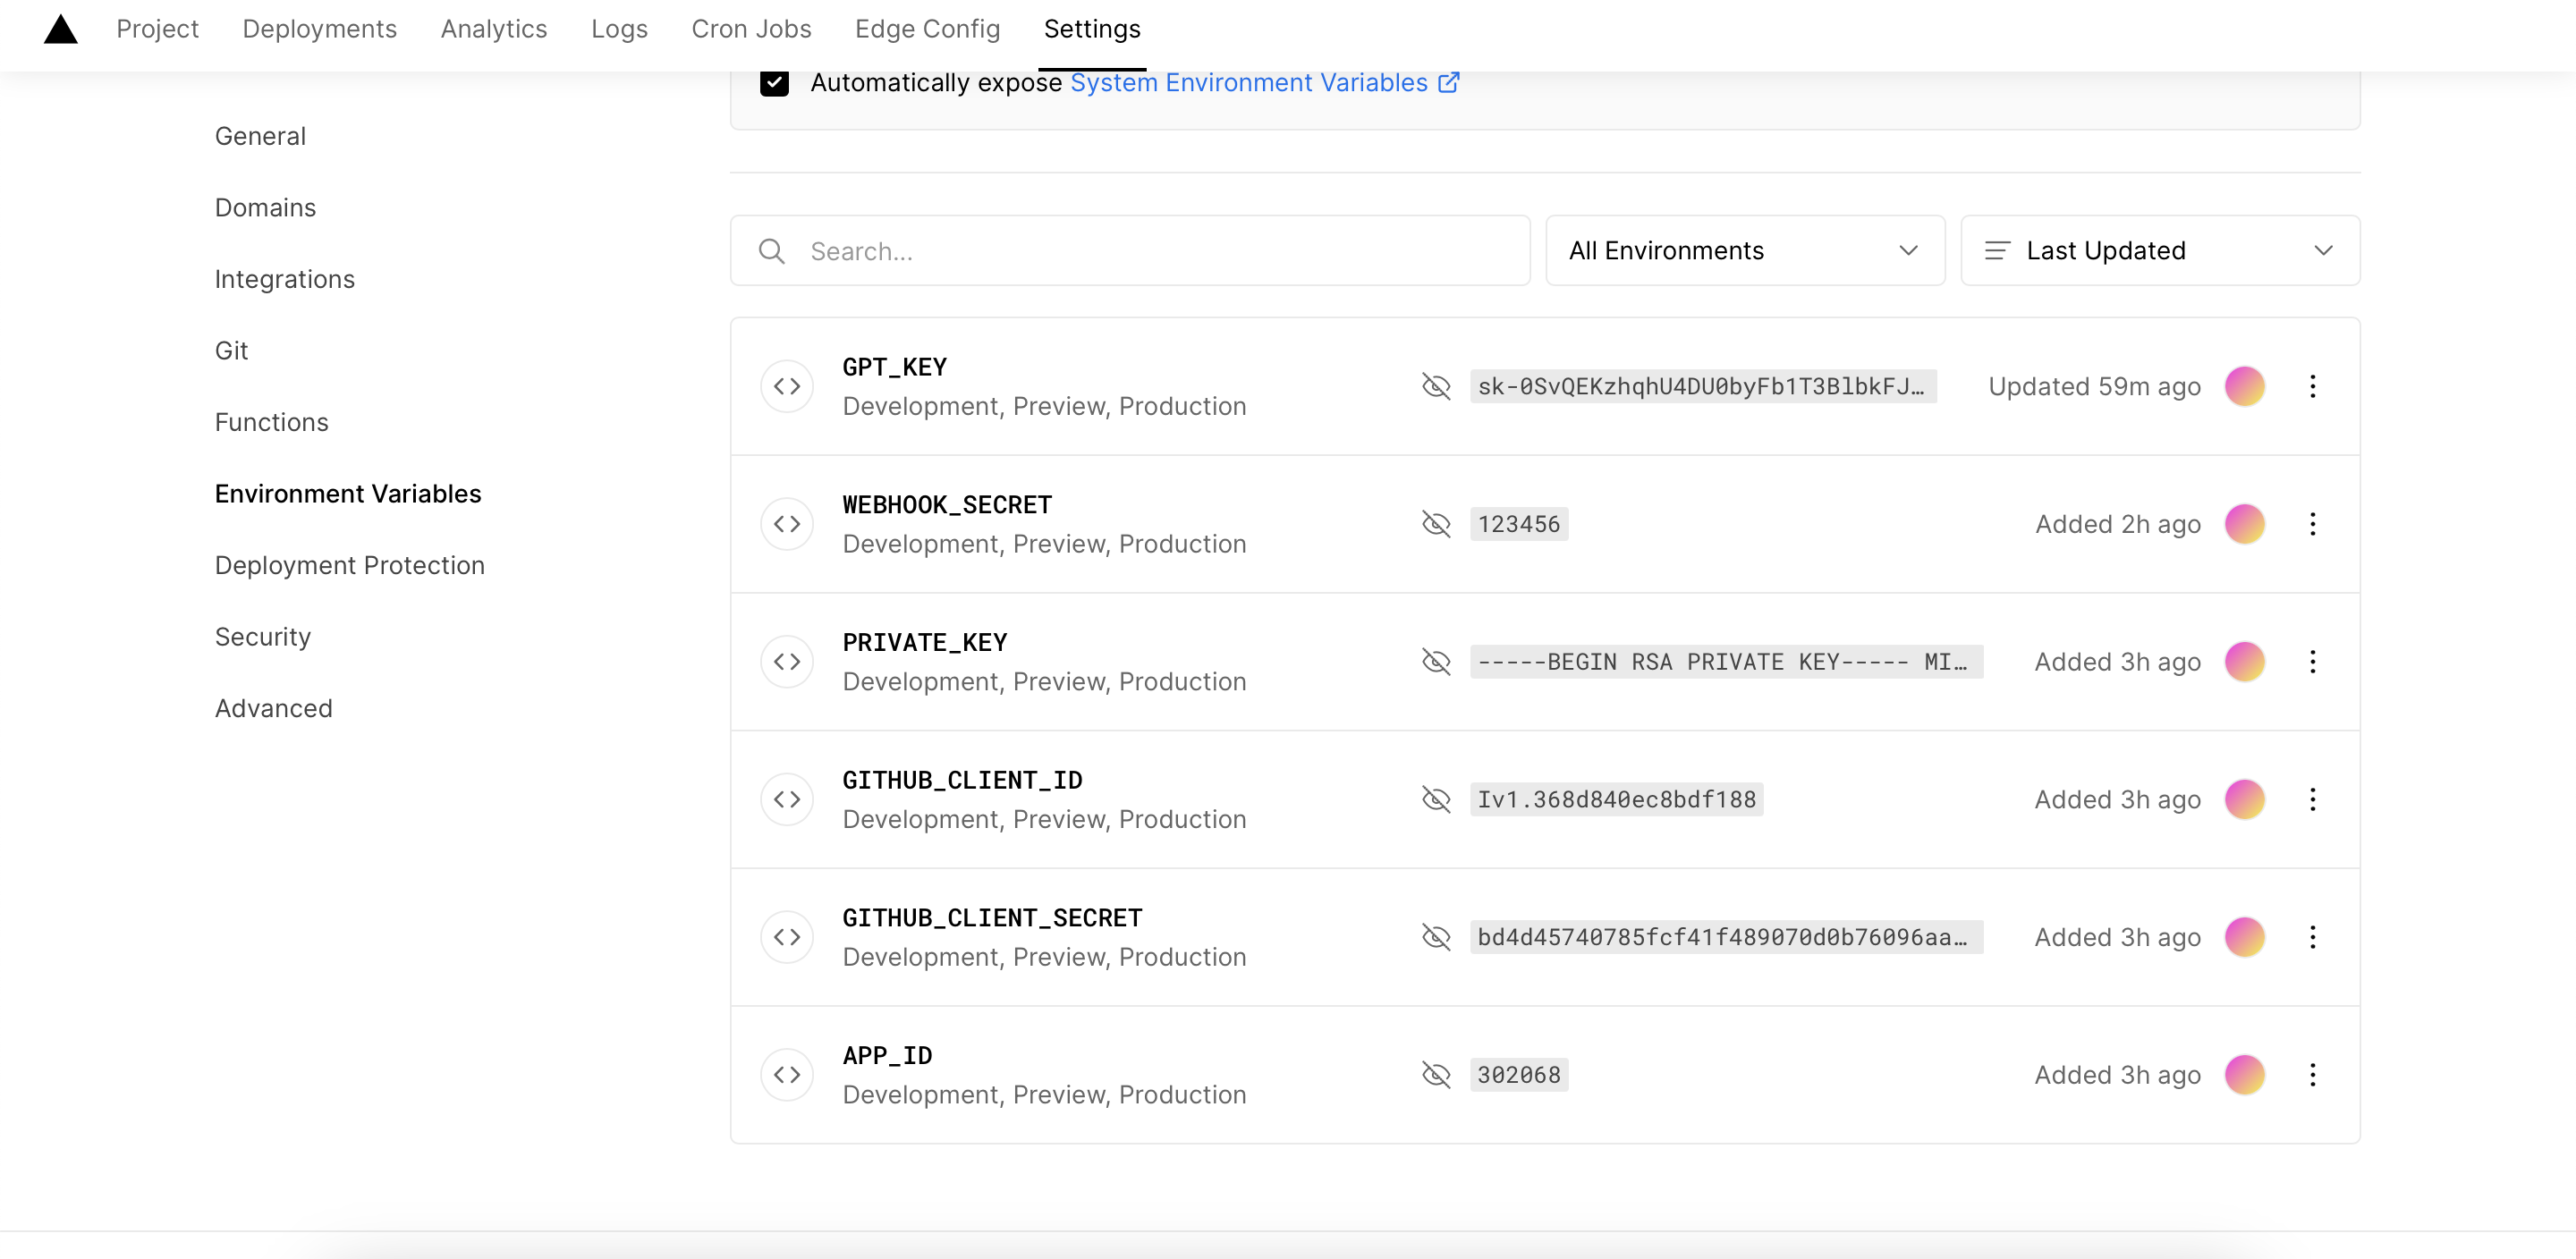 Project Deployments Analytics Logs Cron Jobs Edge Config Settings
Automatically expose System Environment Variables
General
Domains
Integrations
Git
Functions
Environment Variables
Deployment Protection
Security
Advanced
Search...
All Environments
Last Updated
GPT_KEY
Development, Preview, Production
sk-0SvQEKzhqhU4DU0byFb1T3BlbkFJ…
Updated 59m ago
WEBHOOK_SECRET
Development, Preview, Production
123456
Added 2h ago
PRIVATE_KEY
Development, Preview, Production
-----BEGIN RSA PRIVATE KEY----- MI…
Added 3h ago
GITHUB_CLIENT_ID
Development, Preview, Production
Iv1.368d840ec8bdf188
Added 3h ago
GITHUB_CLIENT_SECRET
Development, Preview, Production
bd4d45740785fcf41f489070d0b76096aa…
Added 3h ago
APP_ID
Development, Preview, Production
302068
Added 3h ago